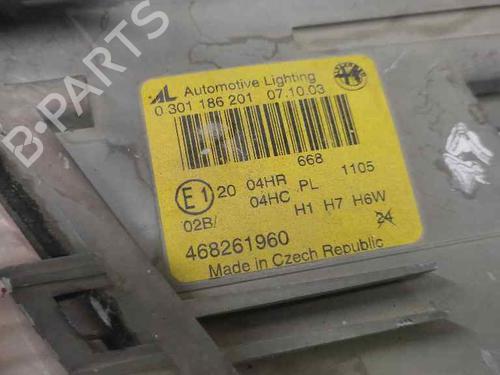 B-PARTS
AL Automotive Lighting
0 301 186 201 07.10.03
668
E1 20 04HR 1105
04HC PL
02B/ H1 H7 H6W
24
468261960
Made in Czech Republic